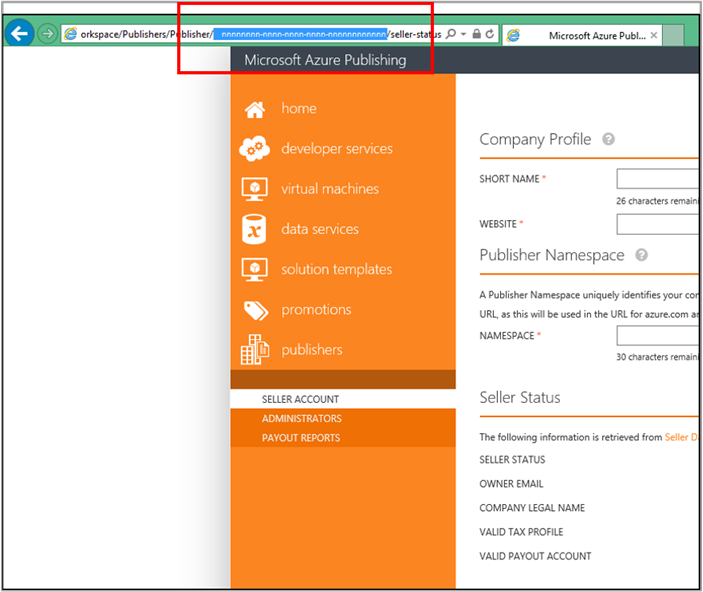 orkspace/Publishers/Publisher/nnnnnnnn-nnnn-nnnn-nnnn-nnnnnnnnnnnn/seller-status
Microsoft Azure Publ...
Microsoft Azure Publishing
home
developer services
virtual machines
data services
solution templates
promotions
publishers
SELLER ACCOUNT
ADMINISTRATORS
PAYOUT REPORTS
Company Profile ?
SHORT NAME *
26 characters remaini
WEBSITE *
Publisher Namespace ?
A Publisher Namespace uniquely identifies your con
URL, as this will be used in the URL for azure.com an
NAMESPACE *
30 characters remaini
Seller Status
The following information is retrieved from Seller D
SELLER STATUS
OWNER EMAIL
COMPANY LEGAL NAME
VALID TAX PROFILE
VALID PAYOUT ACCOUNT